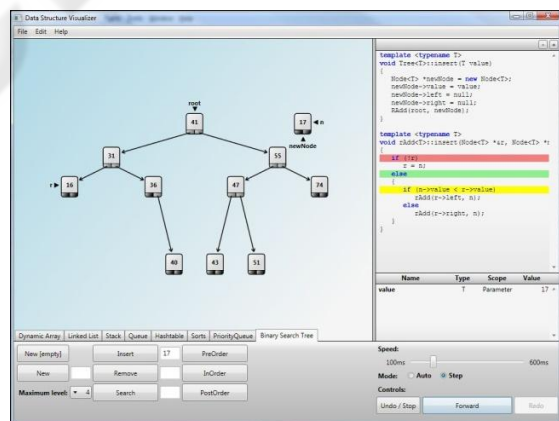 Data Structure Visualizer
File Edit Help
root
41
17
n
newNode
31
55
r
16
36
47
74
40
43
51
template <typename T>
void Tree<T>::insert(T value)
{
Node<T> *newNode = new Node<T>;
newNode->value = value;
newNode->left = null;
newNode->right = null;
RAdd(root, newNode);
}
template <typename T>
void rAdd<T>::insert(Node<T> *&r, Node<T> *n
{
if (!r)
r = n;
else
{
if (n->value < r->value)
rAdd(r->left, n);
else
rAdd(r->right, n);
}
}
Name Type Scope Value
value T Parameter 17
Dynamic Array Linked List Stack Queue Hashtable Sorts PriorityQueue Binary Search Tree
New [empty] Insert 17 PreOrder
New Remove InOrder
Maximum level: 4 Search PostOrder
Speed:
100ms 600ms
Mode: Auto Step
Controls:
Undo / Stop Forward Redo